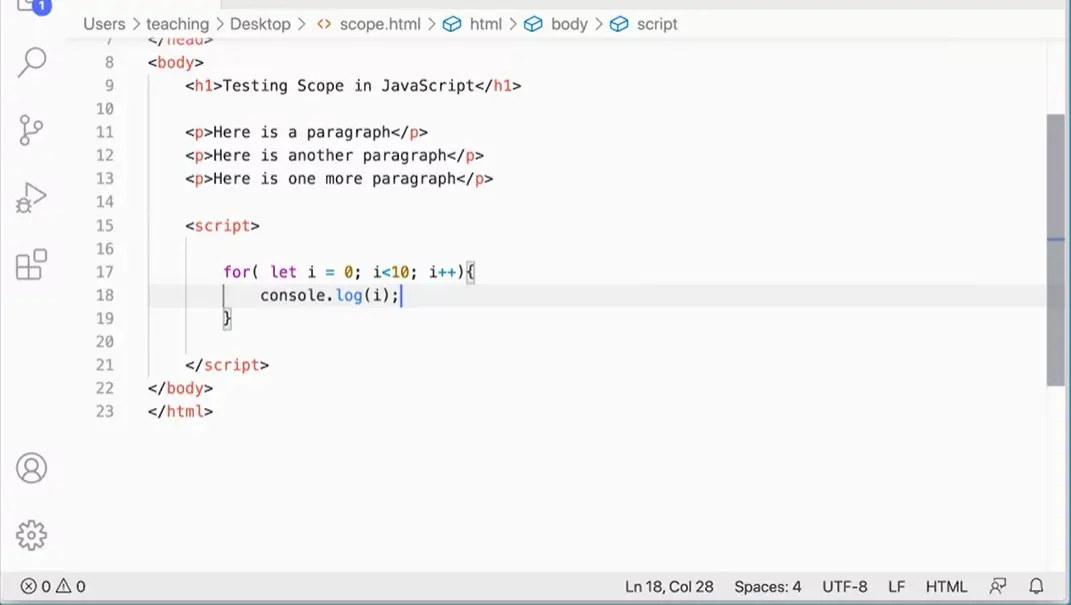 1
Users > teaching > Desktop > <> scope.html > html > body > script
7 </head>
8 <body>
9 <h1>Testing Scope in JavaScript</h1>
10
11 <p>Here is a paragraph</p>
12 <p>Here is another paragraph</p>
13 <p>Here is one more paragraph</p>
14
15 <script>
16
17 for( let i = 0; i<10; i++){
18 console.log(i);
19 }
20
21 </script>
22 </body>
23 </html>
0 0 Ln 18, Col 28 Spaces: 4 UTF-8 LF HTML